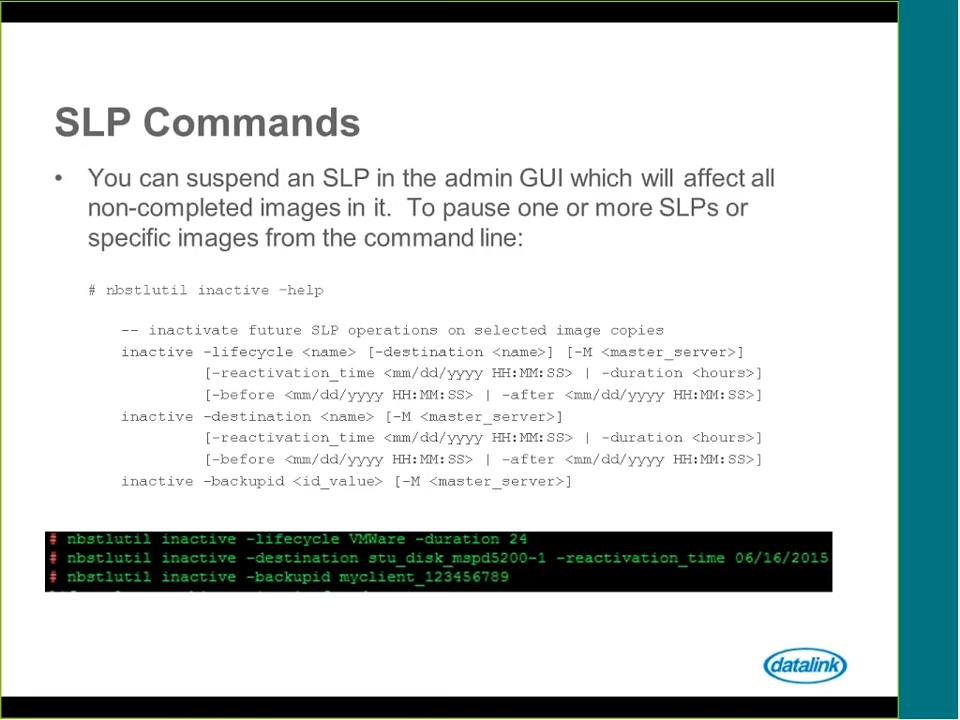 SLP Commands
• You can suspend an SLP in the admin GUI which will affect all
non-completed images in it. To pause one or more SLPs or
specific images from the command line:
# nbstlutil inactive –help
-- inactivate future SLP operations on selected image copies
inactive -lifecycle <name> [-destination <name>] [-M <master_server>]
[-reactivation_time <mm/dd/yyyy HH:MM:SS> | -duration <hours>]
[-before <mm/dd/yyyy HH:MM:SS> | -after <mm/dd/yyyy HH:MM:SS>]
inactive -destination <name> [-M <master_server>]
[-reactivation_time <mm/dd/yyyy HH:MM:SS> | -duration <hours>]
[-before <mm/dd/yyyy HH:MM:SS> | -after <mm/dd/yyyy HH:MM:SS>]
inactive -backupid <id_value> [-M <master_server>]
# nbstlutil inactive -lifecycle VMWare -duration 24
# nbstlutil inactive -destination stu_disk_mspd5200-1 -reactivation_time 06/16/2015
# nbstlutil inactive -backupid myclient_123456789
datalink